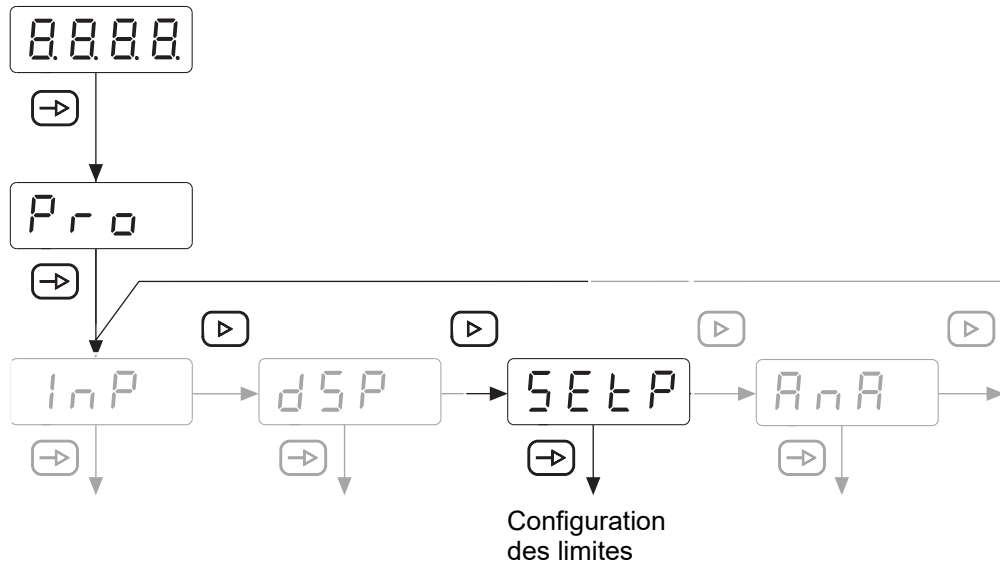 8.8.8.8.
Pro
InP
dSP
SEtP
AnA
Configuration
des limites